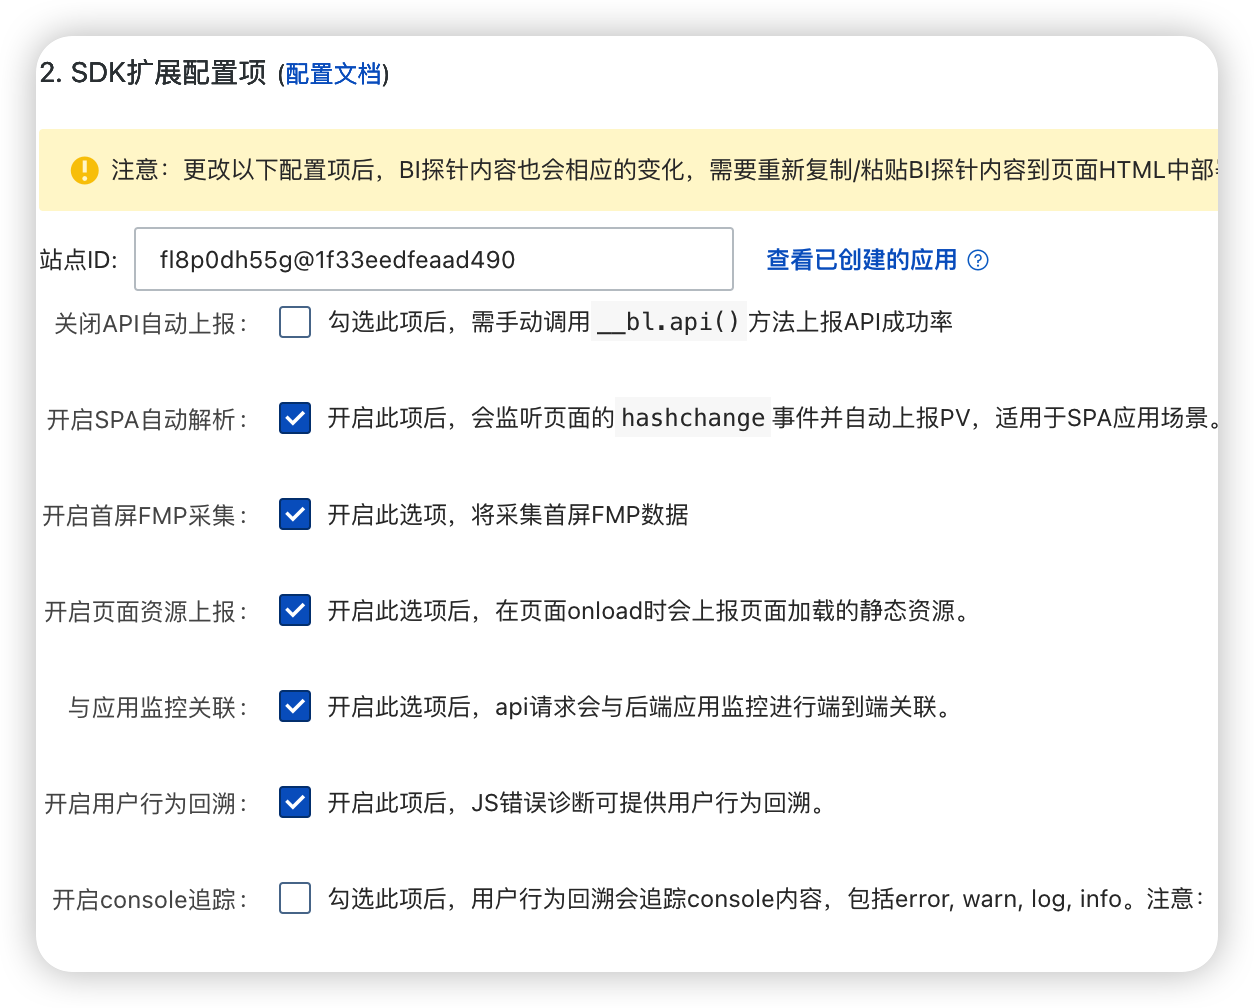 2. SDK扩展配置项 (配置文档)
注意：更改以下配置项后，BI探针内容也会相应的变化，需要重新复制/粘贴BI探针内容到页面HTML中部
站点ID: fl8p0dh55g@1f33eedfeaad490 查看已创建的应用
关闭API自动上报： 勾选此项后，需手动调用 __bl.api() 方法上报API成功率
开启SPA自动解析： 开启此项后，会监听页面的 hashchange 事件并自动上报PV，适用于SPA应用场景。
开启首屏FMP采集： 开启此选项，将采集首屏FMP数据
开启页面资源上报： 开启此选项后，在页面onload时会上报页面加载的静态资源。
与应用监控关联： 开启此选项后，api请求会与后端应用监控进行端到端关联。
开启用户行为回溯： 开启此项后，JS错误诊断可提供用户行为回溯。
开启console追踪： 勾选此项后，用户行为回溯会追踪console内容，包括error, warn, log, info。注意：